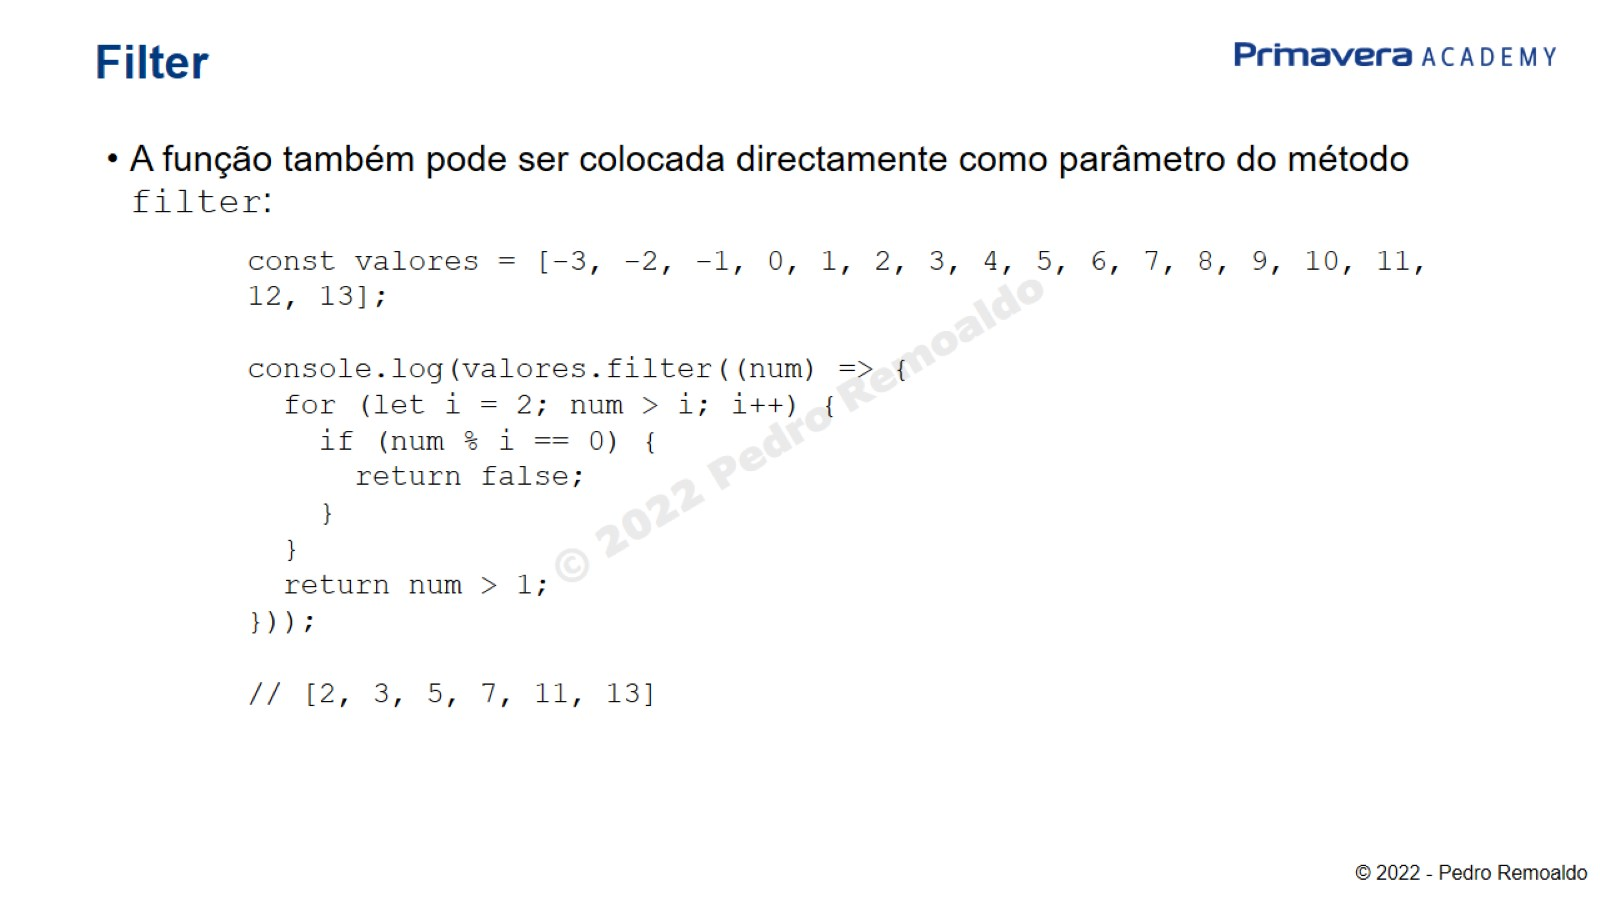 Filter
Primavera ACADEMY
• A função também pode ser colocada directamente como parâmetro do método
filter:
const valores = [-3, -2, -1, 0, 1, 2, 3, 4, 5, 6, 7, 8, 9, 10, 11,
12, 13];
console.log(valores.filter((num) => {
for (let i = 2; num > i; i++) {
if (num % i == 0) {
return false;
}
}
return num > 1;
}));
// [2, 3, 5, 7, 11, 13]
© 2022 Pedro Remoaldo
© 2022 - Pedro Remoaldo